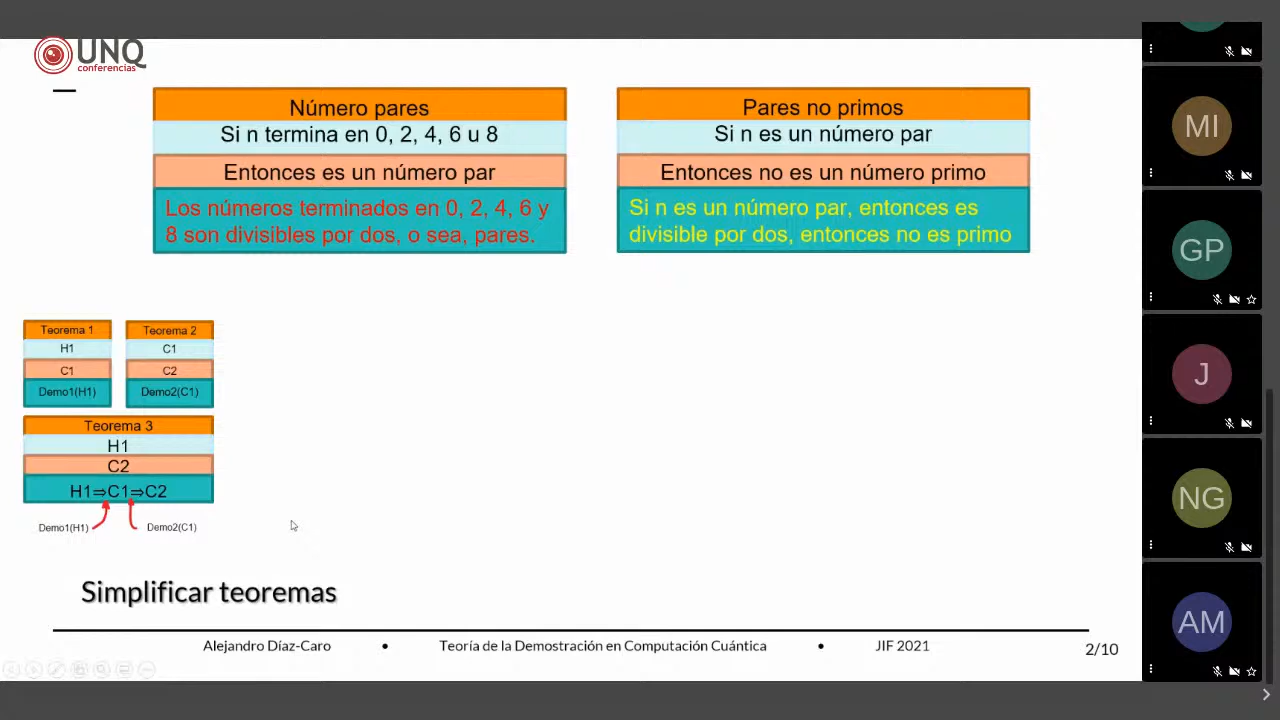 UNQ
conferencias
Número pares
Si n termina en 0, 2, 4, 6 u 8
Entonces es un número par
Los números terminados en 0, 2, 4, 6 y
8 son divisibles por dos, o sea, pares.
Pares no primos
Si n es un número par
Entonces no es un número primo
Si n es un número par, entonces es
divisible por dos, entonces no es primo
Teorema 1
H1
C1
Demo1(H1)
Teorema 2
C1
C2
Demo2(C1)
Teorema 3
H1
C2
H1⇒C1⇒C2
Demo1(H1)
Demo2(C1)
Simplificar teoremas
Alejandro Díaz-Caro • Teoría de la Demostración en Computación Cuántica • JIF 2021
2/10
MI
GP
J
NG
AM